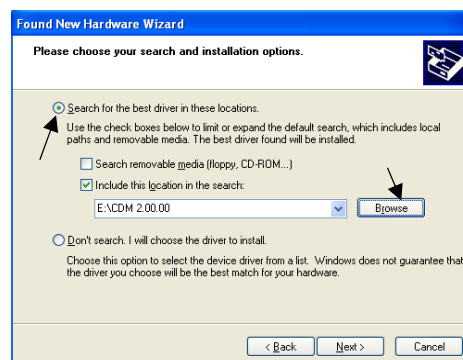 Found New Hardware Wizard
Please choose your search and installation options.
Search for the best driver in these locations.
Use the check boxes below to limit or expand the default search, which includes local
paths and removable media. The best driver found will be installed.
Search removable media (floppy, CD-ROM...)
Include this location in the search:
E:\CDM 2.00.00
Browse
Don't search. I will choose the driver to install.
Choose this option to select the device driver from a list. Windows does not guarantee that
the driver you choose will be the best match for your hardware.
< Back Next > Cancel